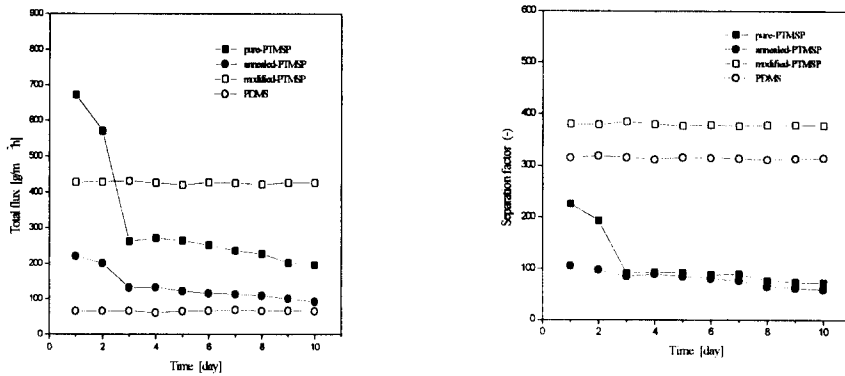 900
800
700
600
500
400
300
200
100
0
0
2
4
6
8
10
Total flux [g/m h]
Time [day]
pure-PTMSP
annealed-PTMSP
modified-PTMSP
PDMS
600
500
400
300
200
100
0
0
2
4
6
8
10
Separation factor (-)
Time [day]
pure-PTMSP
annealed-PTMSP
modified-PTMSP
PDMS